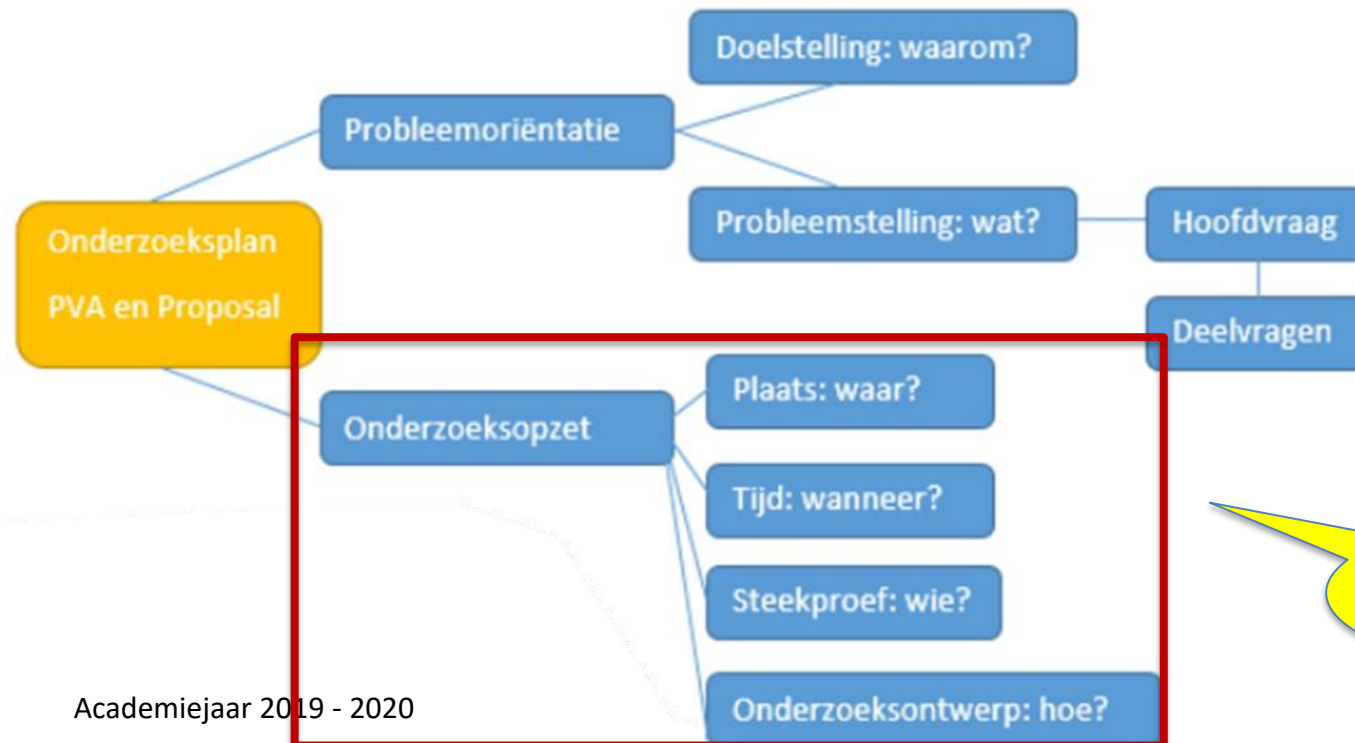 Doelstelling: waarom?
Probleemoriëntatie
Probleemstelling: wat?
Hoofdvraag
Deelvragen
Onderzoeksplan
PVA en Proposal
Onderzoeksopzet
Plaats: waar?
Tijd: wanneer?
Steekproef: wie?
Onderzoeksontwerp: hoe?
Academiejaar 2019 - 2020